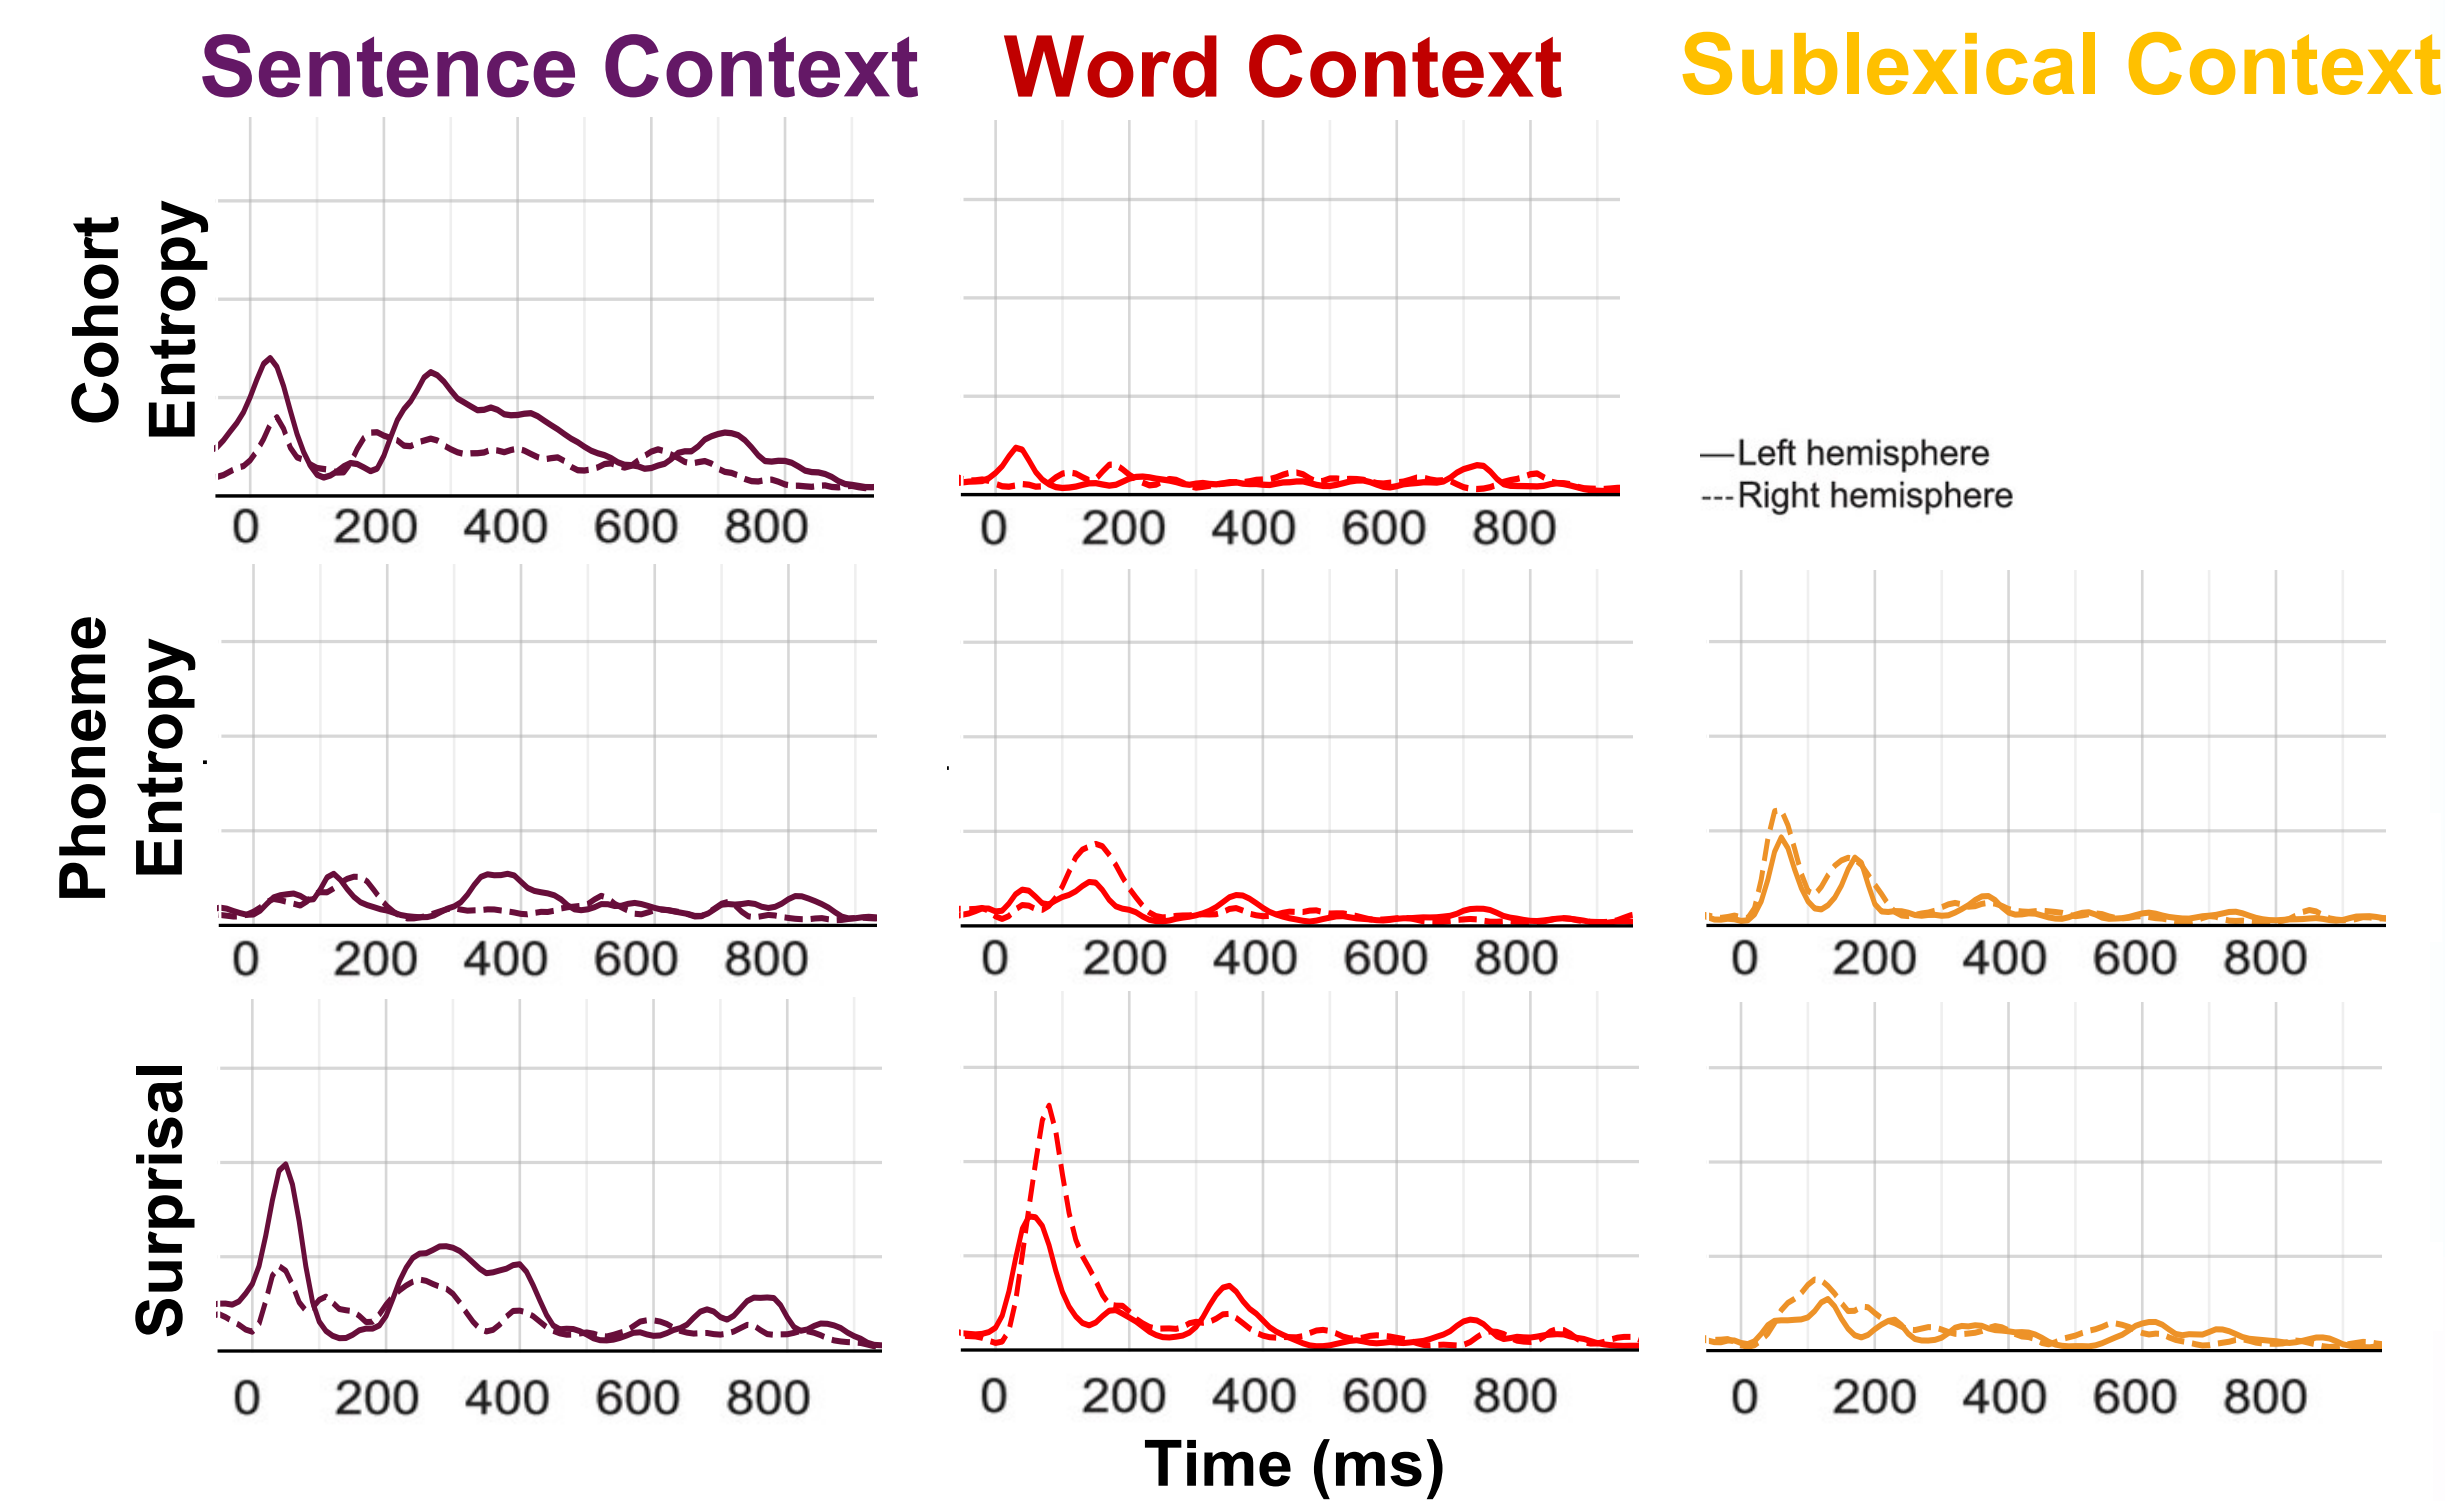 Sentence Context
Word Context
Sublexical Context
Cohort
Entropy
Left hemisphere
Right hemisphere
0 200 400 600 800
0 200 400 600 800
Phoneme
Entropy
0 200 400 600 800
0 200 400 600 800
0 200 400 600 800
Surprisal
0 200 400 600 800
0 200 400 600 800
0 200 400 600 800
Time (ms)